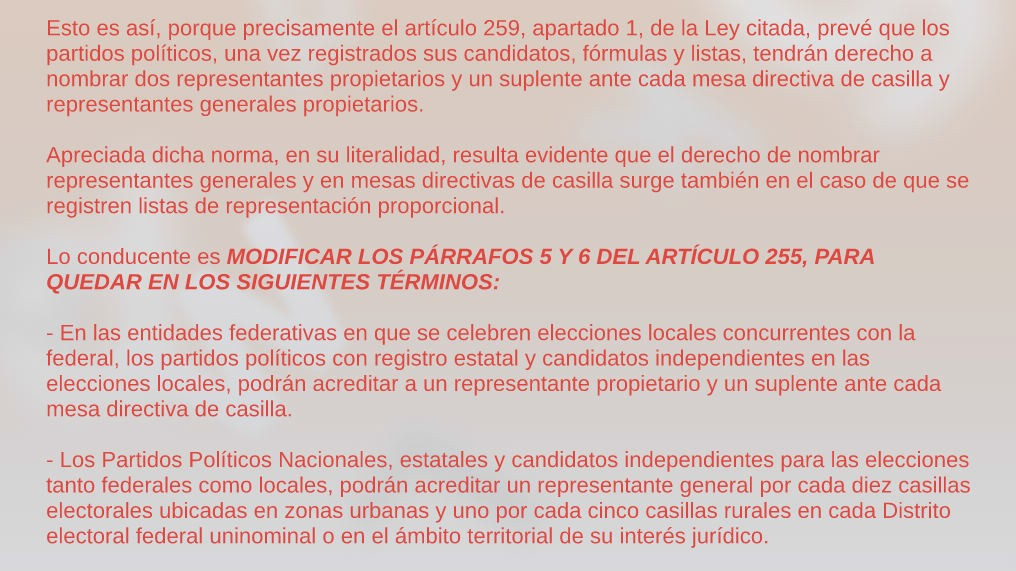 Esto es así, porque precisamente el artículo 259, apartado 1, de la Ley citada, prevé que los
partidos políticos, una vez registrados sus candidatos, fórmulas y listas, tendrán derecho a
nombrar dos representantes propietarios y un suplente ante cada mesa directiva de casilla y
representantes generales propietarios.
Apreciada dicha norma, en su literalidad, resulta evidente que el derecho de nombrar
representantes generales y en mesas directivas de casilla surge también en el caso de que se
registren listas de representación proporcional.
Lo conducente es MODIFICAR LOS PÁRRAFOS 5 Y 6 DEL ARTÍCULO 255, PARA
QUEDAR EN LOS SIGUIENTES TÉRMINOS:
- En las entidades federativas en que se celebren elecciones locales concurrentes con la
federal, los partidos políticos con registro estatal y candidatos independientes en las
elecciones locales, podrán acreditar a un representante propietario y un suplente ante cada
mesa directiva de casilla.
- Los Partidos Políticos Nacionales, estatales y candidatos independientes para las elecciones
tanto federales como locales, podrán acreditar un representante general por cada diez casillas
electorales ubicadas en zonas urbanas y uno por cada cinco casillas rurales en cada Distrito
electoral federal uninominal o en el ámbito territorial de su interés jurídico.